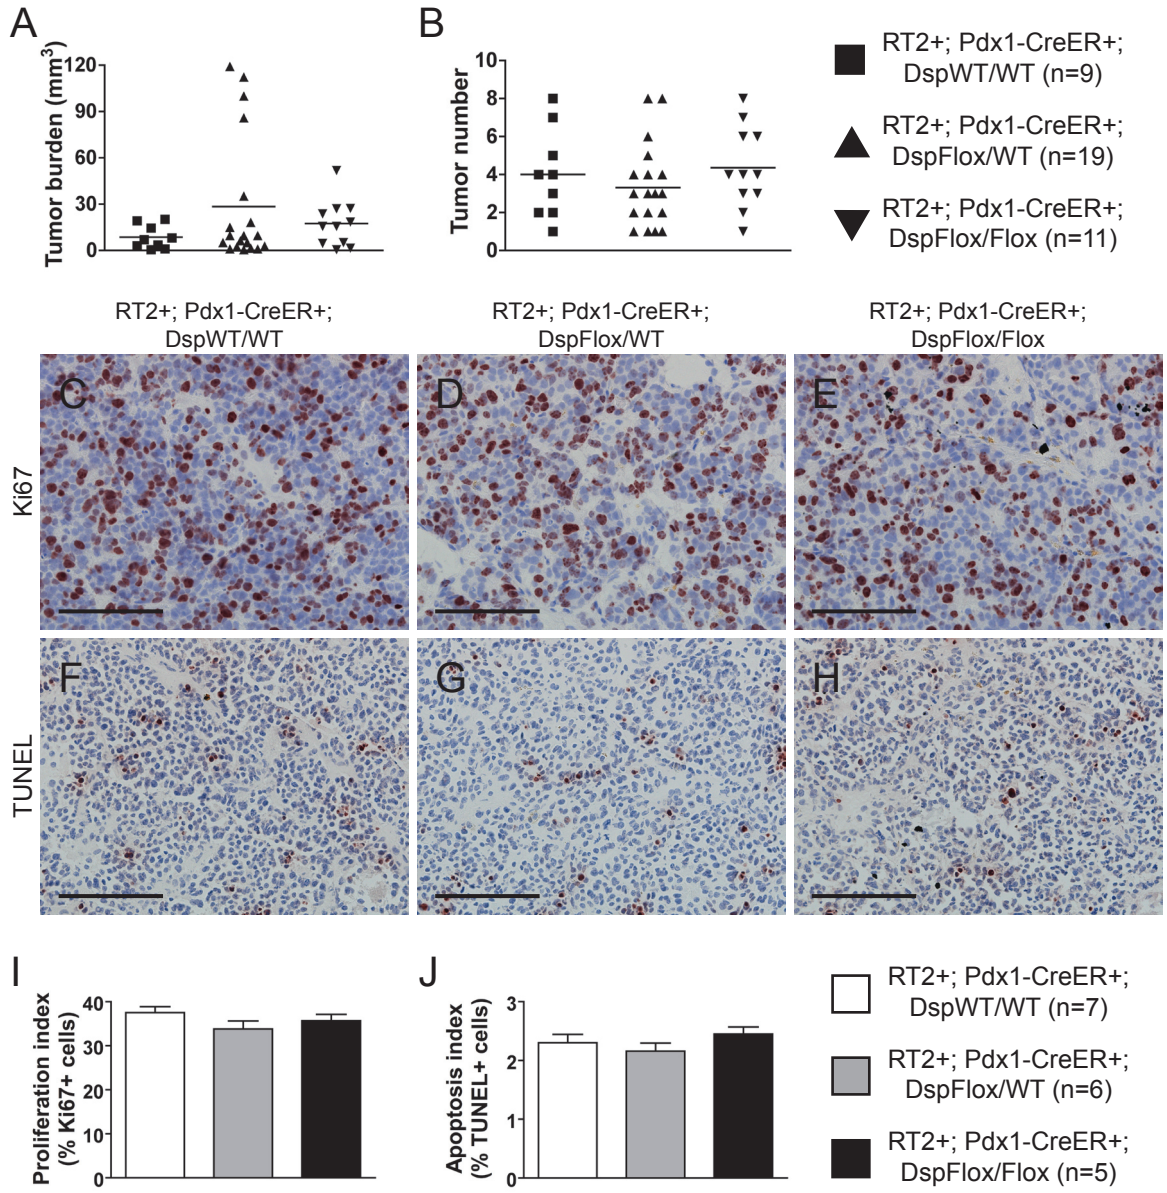 A
Tumor burden (mm3)
120
90
60
30
0
B
Tumor number
10
8
6
4
2
0
RT2+; Pdx1-CreER+;
DspWT/WT (n=9)
RT2+; Pdx1-CreER+;
DspFlox/WT (n=19)
RT2+; Pdx1-CreER+;
DspFlox/Flox (n=11)
RT2+; Pdx1-CreER+;
DspWT/WT
RT2+; Pdx1-CreER+;
DspFlox/WT
RT2+; Pdx1-CreER+;
DspFlox/Flox
Ki67
C
D
E
TUNEL
F
G
H
I
Proliferation index
(% Ki67+ cells)
40
30
20
10
0
J
Apoptosis index
(% TUNEL+ cells)
3
2
1
0
RT2+; Pdx1-CreER+;
DspWT/WT (n=7)
RT2+; Pdx1-CreER+;
DspFlox/WT (n=6)
RT2+; Pdx1-CreER+;
DspFlox/Flox (n=5)